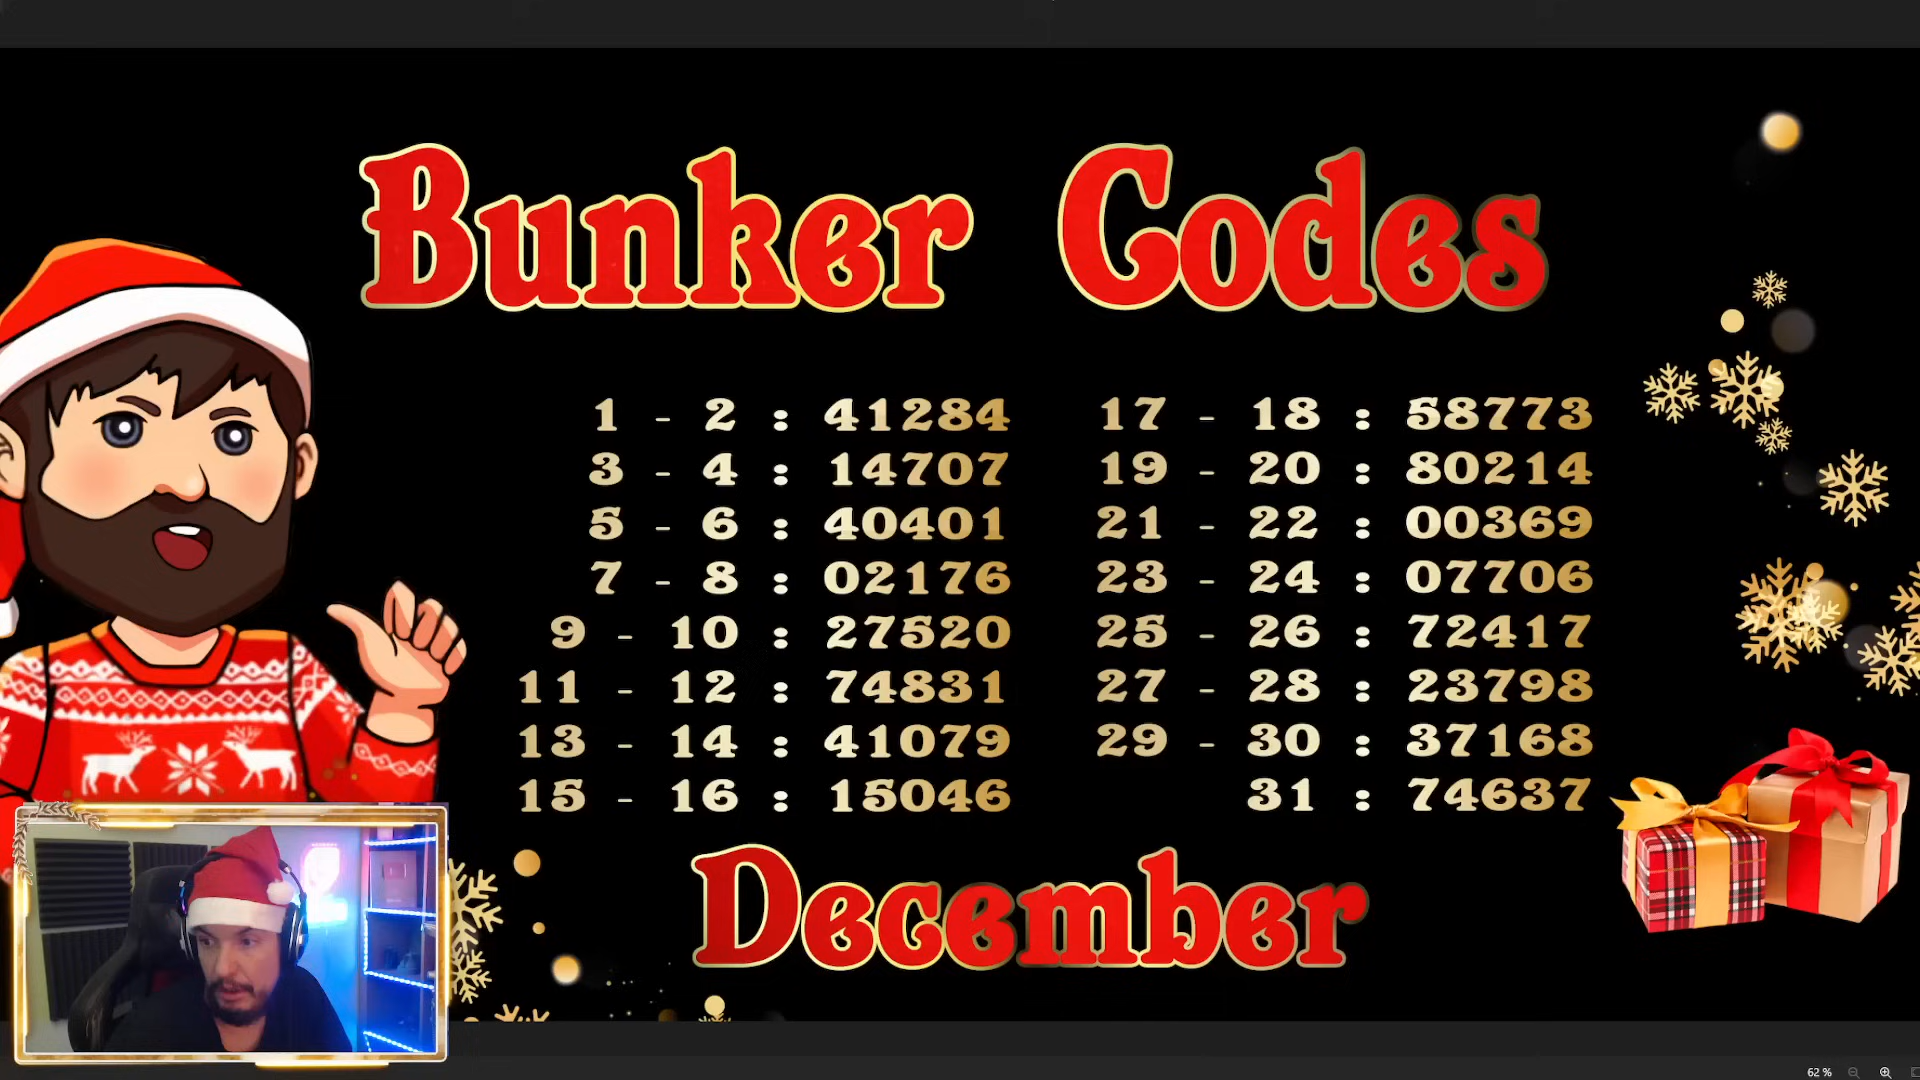 Bunker Codes
1 - 2 : 41284
3 - 4 : 14707
5 - 6 : 40401
7 - 8 : 02176
9 - 10 : 27520
11 - 12 : 74831
13 - 14 : 41079
15 - 16 : 15046
17 - 18 : 58773
19 - 20 : 80214
21 - 22 : 00369
23 - 24 : 07706
25 - 26 : 72417
27 - 28 : 23798
29 - 30 : 37168
31 : 74637
December
62 %